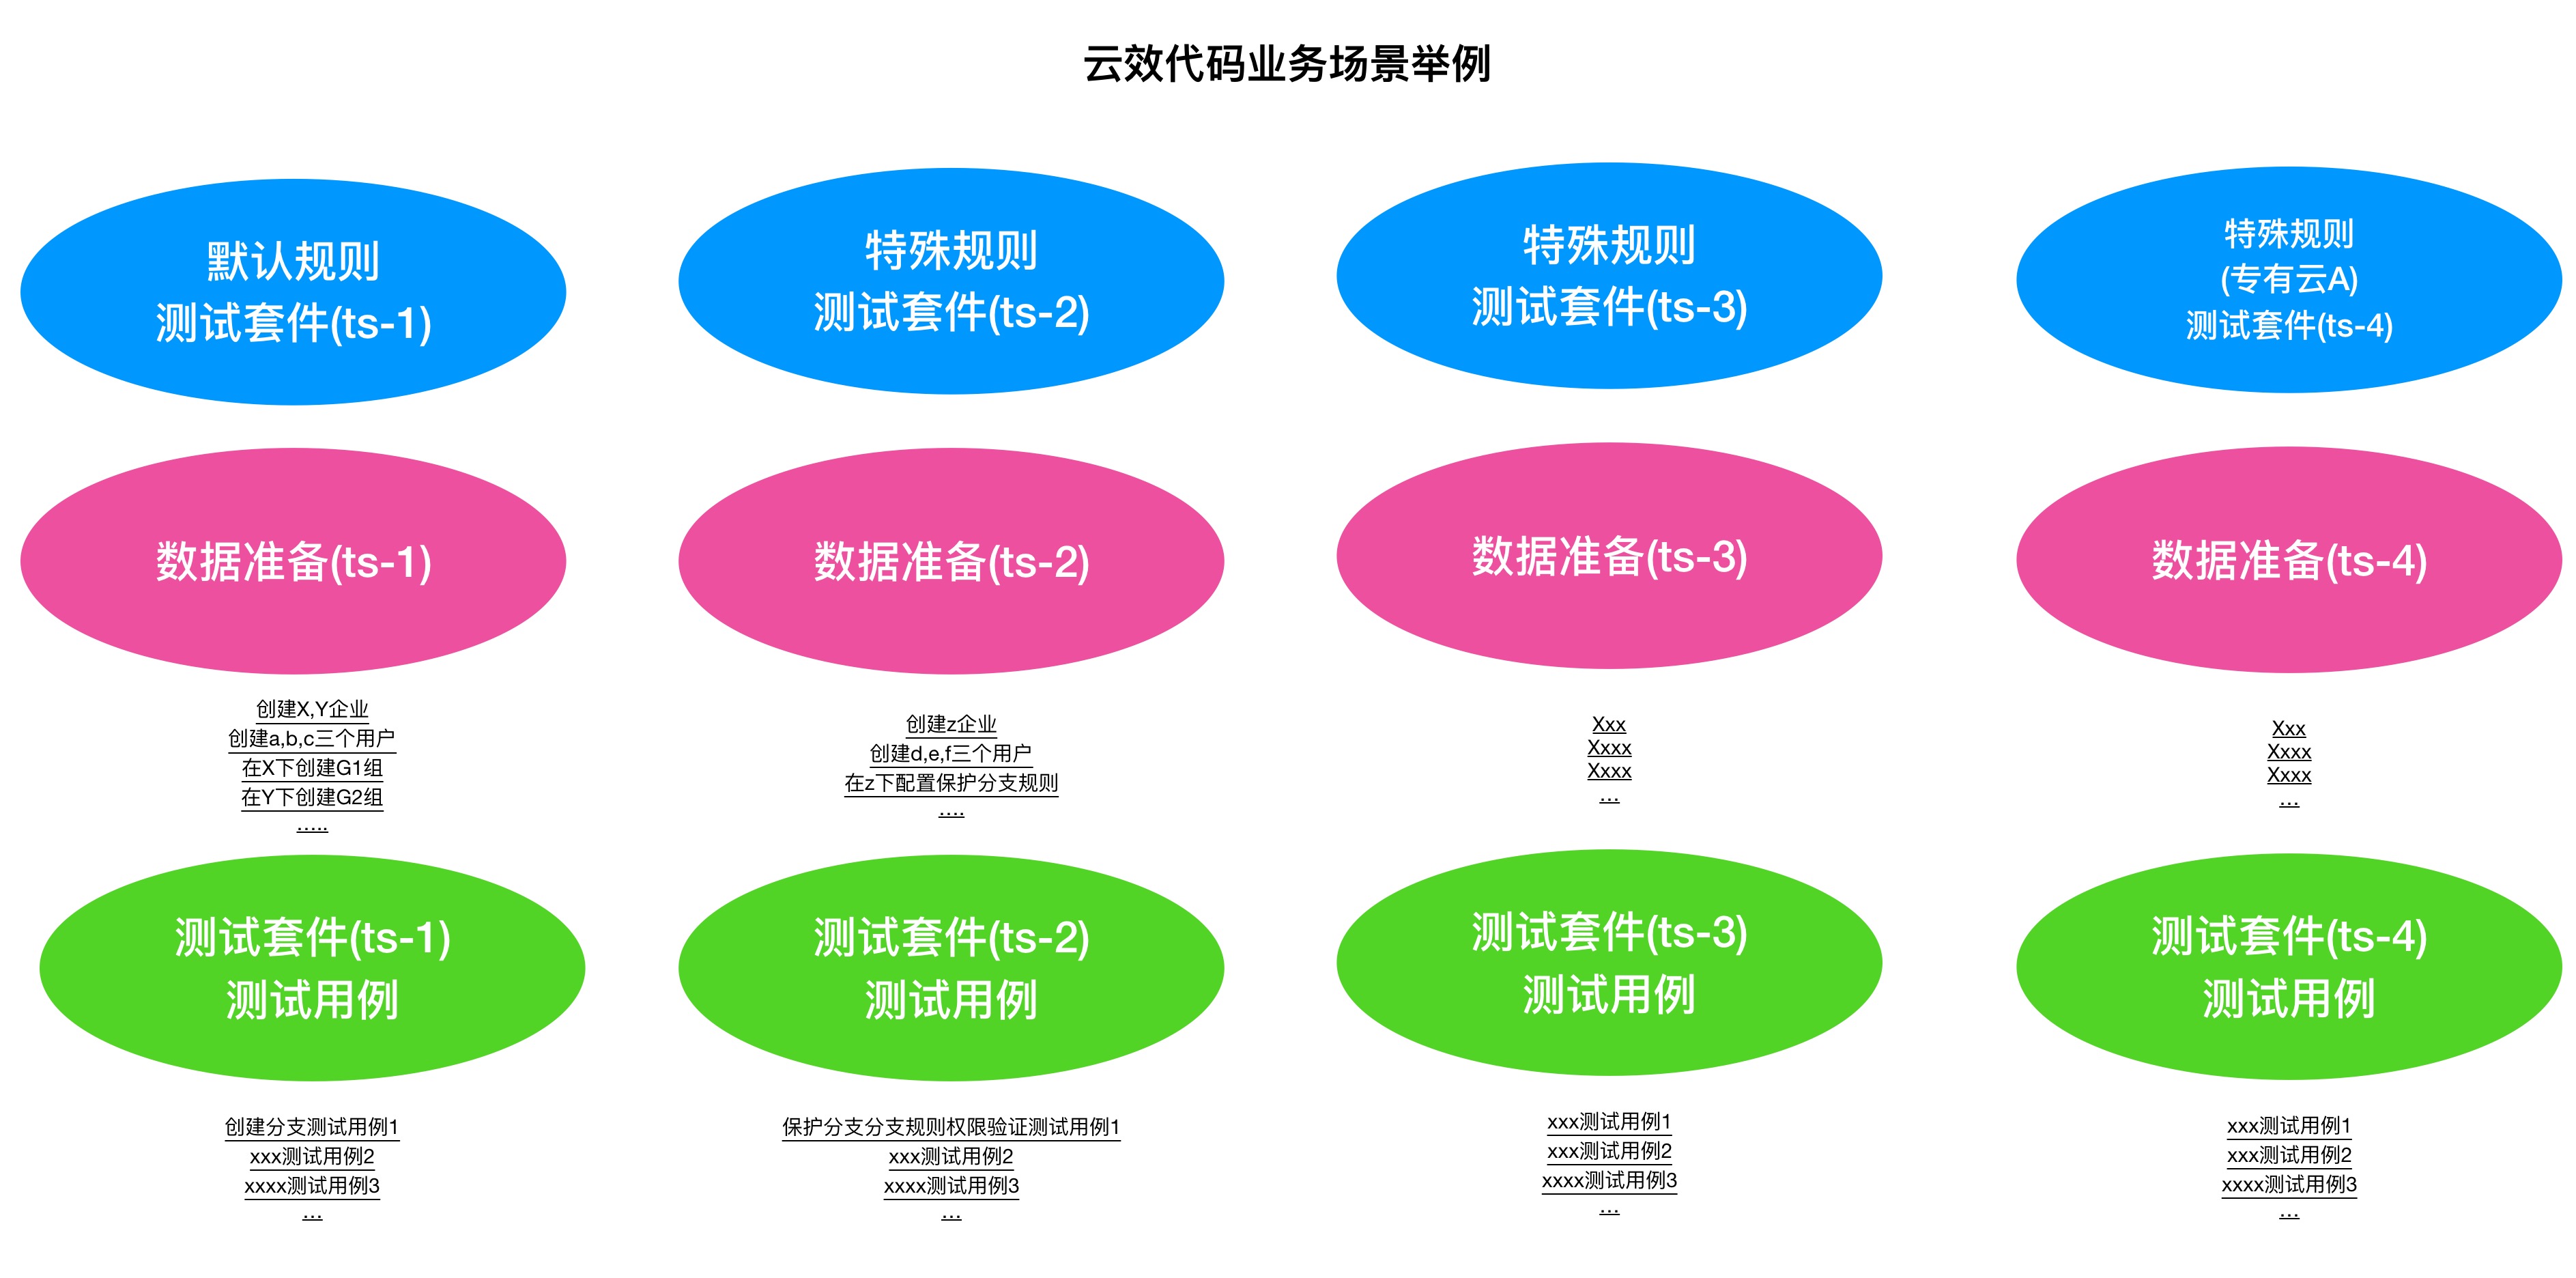 云效代码业务场景举例
默认规则
测试套件(ts-1)
特殊规则
测试套件(ts-2)
特殊规则
测试套件(ts-3)
特殊规则
(专有云A)
测试套件(ts-4)
数据准备(ts-1)
数据准备(ts-2)
数据准备(ts-3)
数据准备(ts-4)
创建X,Y企业
创建a,b,c三个用户
在X下创建G1组
在Y下创建G2组
.....
创建z企业
创建d,e,f三个用户
在z下配置保护分支规则
....
Xxx
Xxxx
Xxxx
...
Xxx
Xxxx
Xxxx
...
测试套件(ts-1)
测试用例
测试套件(ts-2)
测试用例
测试套件(ts-3)
测试用例
测试套件(ts-4)
测试用例
创建分支测试用例1
xxx测试用例2
xxxx测试用例3
...
保护分支分支规则权限验证测试用例1
xxx测试用例2
xxxx测试用例3
...
xxx测试用例1
xxx测试用例2
xxxx测试用例3
...
xxx测试用例1
xxx测试用例2
xxxx测试用例3
...